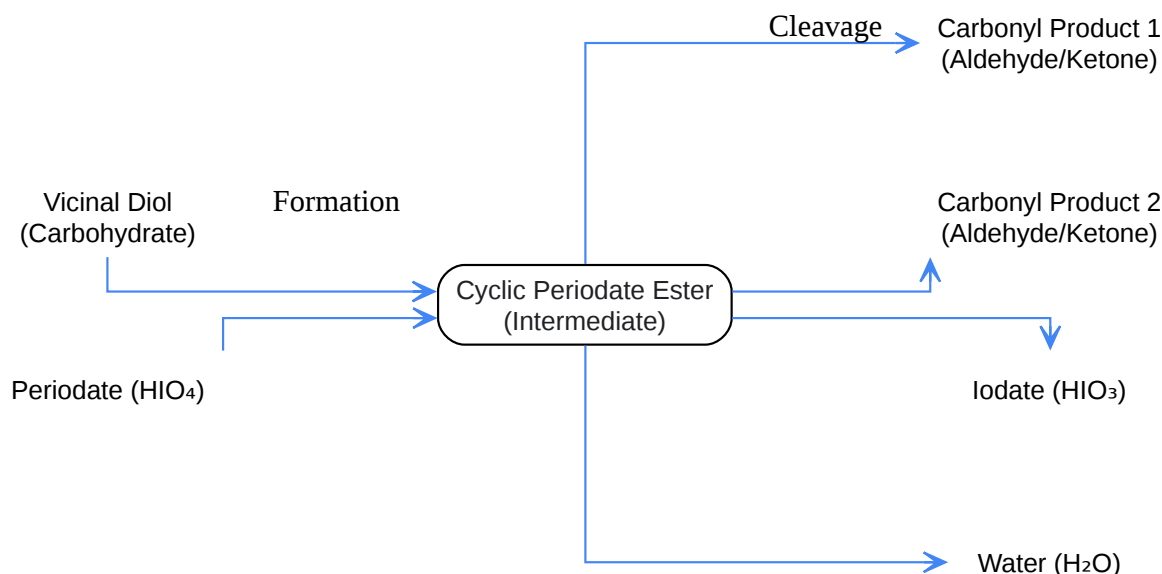 Cleavage
Carbonyl Product 1
(Aldehyde/Ketone)
Vicinal Diol
(Carbohydrate)
Formation
Carbonyl Product 2
(Aldehyde/Ketone)
Cyclic Periodate Ester
(Intermediate)
Periodate (HIO₄)
Iodate (HIO₃)
Water (H₂O)